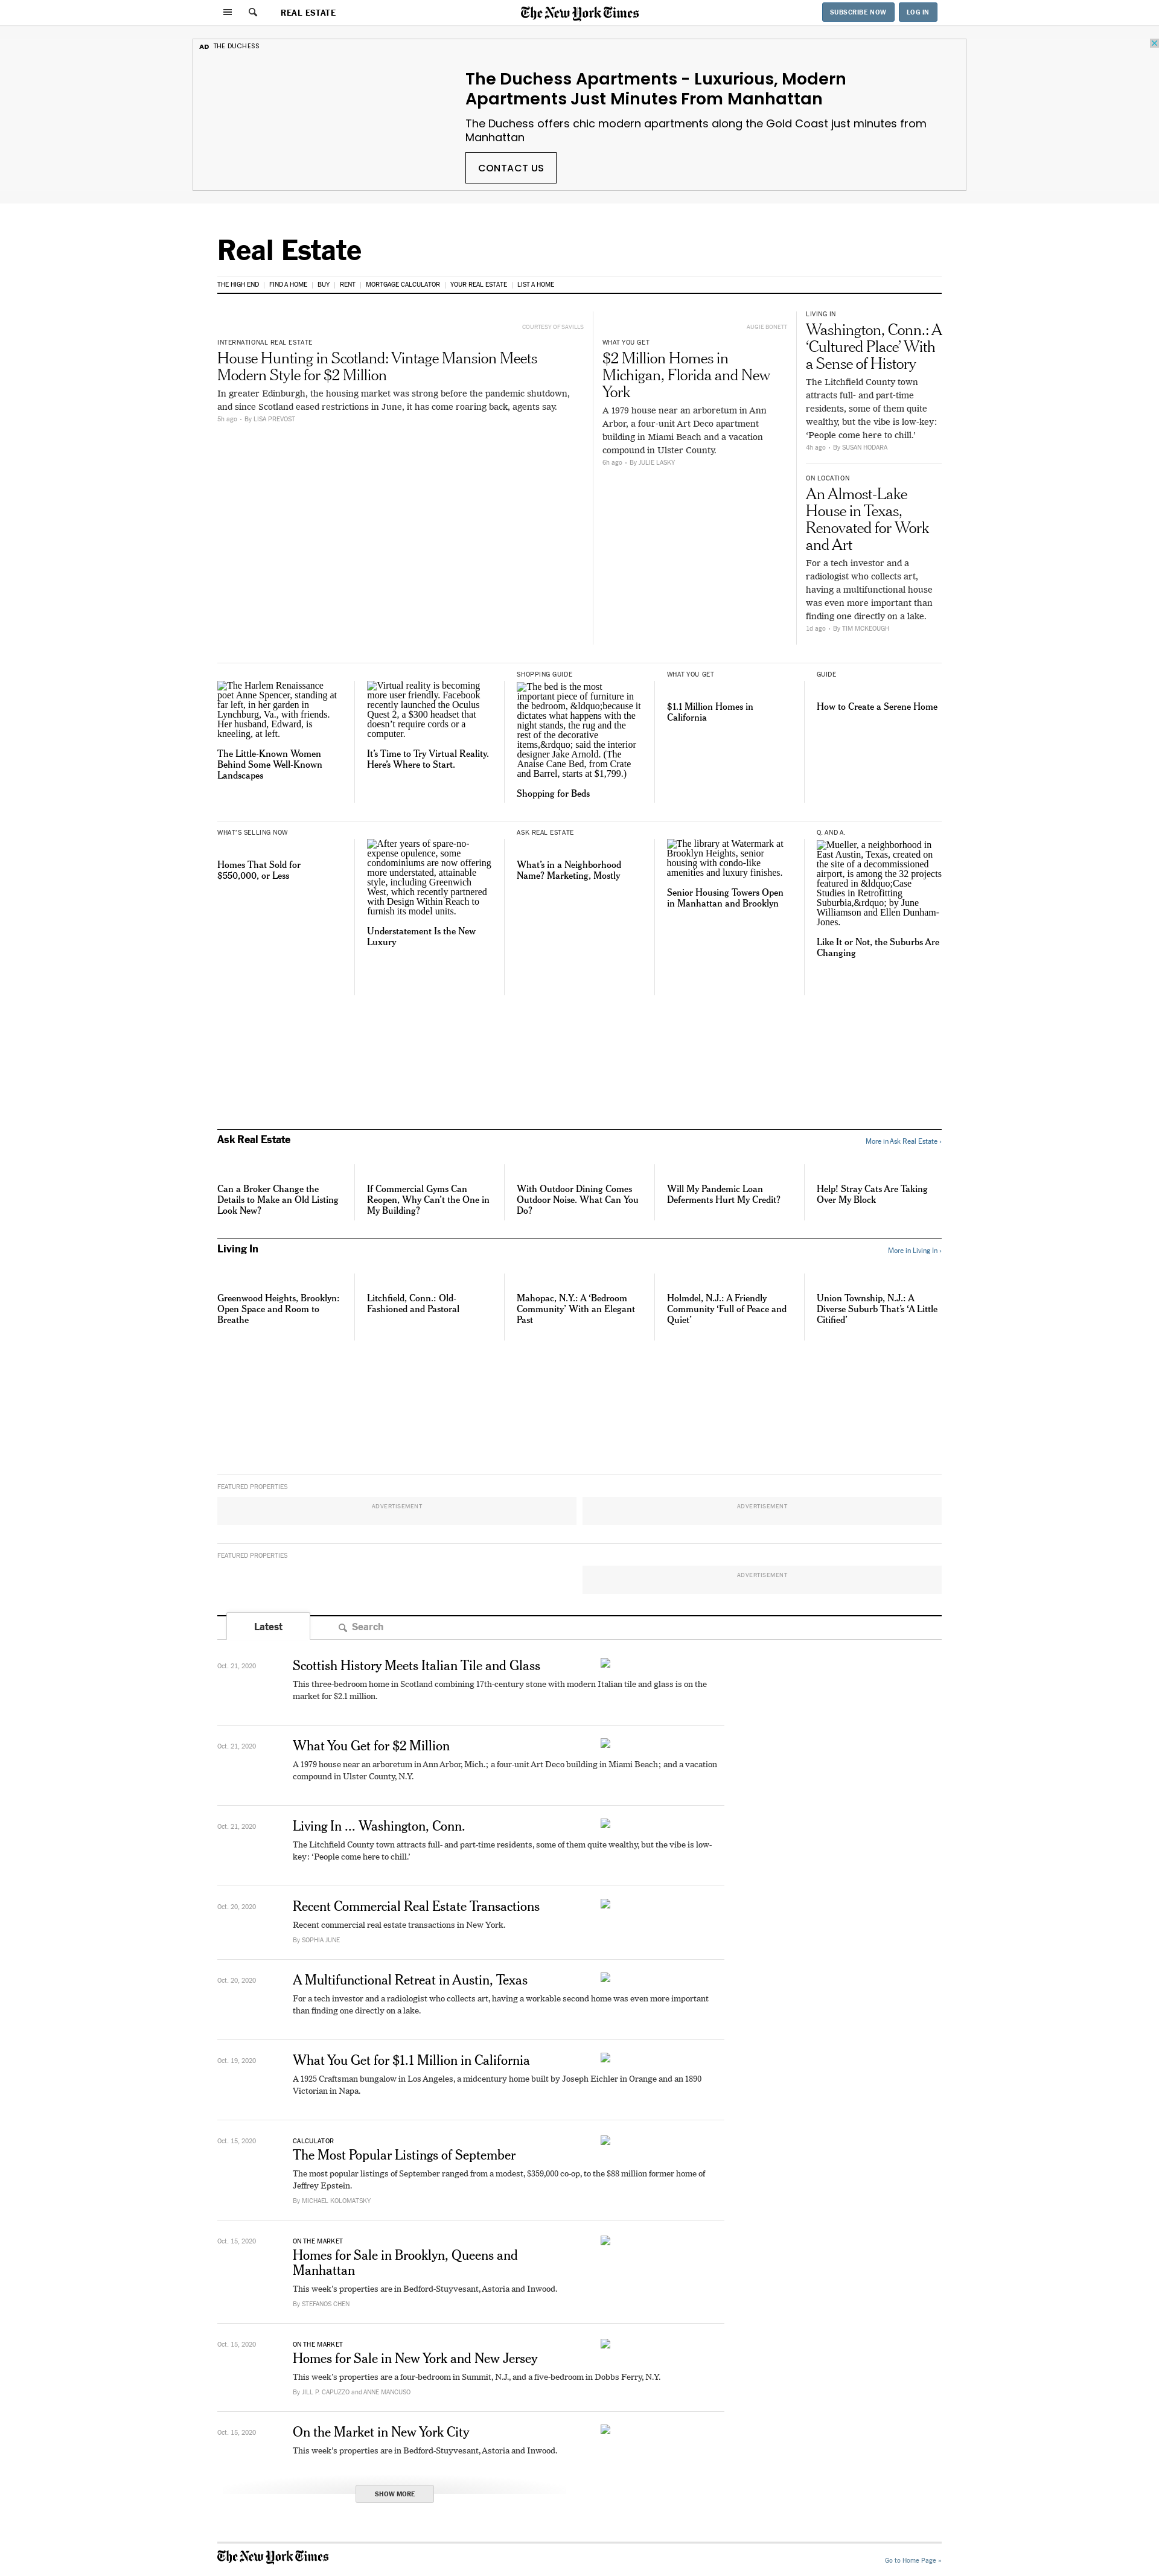 REAL ESTATE
The New York Times
SUBSCRIBE NOW
LOG IN
AD THE DUCHESS
The Duchess Apartments - Luxurious, Modern
Apartments Just Minutes From Manhattan
The Duchess offers chic modern apartments along the Gold Coast just minutes from
Manhattan
CONTACT US
Real Estate
THE HIGH END | FIND A HOME | BUY | RENT | MORTGAGE CALCULATOR | YOUR REAL ESTATE | LIST A HOME
COURTESY OF SAVILLS
INTERNATIONAL REAL ESTATE
House Hunting in Scotland: Vintage Mansion Meets
Modern Style for $2 Million
In greater Edinburgh, the housing market was strong before the pandemic shutdown,
and since Scotland eased restrictions in June, it has come roaring back, agents say.
5h ago - By LISA PREVOST
AUGIE BONETT
WHAT YOU GET
$2 Million Homes in
Michigan, Florida and New
York
A 1979 house near an arboretum in Ann
Arbor, a four-unit Art Deco apartment
building in Miami Beach and a vacation
compound in Ulster County.
6h ago - By JULIE LASKY
LIVING IN
Washington, Conn.: A
‘Cultured Place’ With
a Sense of History
The Litchfield County town
attracts full- and part-time
residents, some of them quite
wealthy, but the vibe is low-key:
‘People come here to chill.’
4h ago - By SUSAN HODARA
ON LOCATION
An Almost-Lake
House in Texas,
Renovated for Work
and Art
For a tech investor and a
radiologist who collects art,
having a multifunctional house
was even more important than
finding one directly on a lake.
1d ago - By TIM MCKEOUGH
The Harlem Renaissance
poet Anne Spencer, standing at
far left, in her garden in
Lynchburg, Va., with friends.
Her husband, Edward, is
kneeling, at left.
The Little-Known Women
Behind Some Well-Known
Landscapes
Virtual reality is becoming
more user friendly. Facebook
recently launched the Oculus
Quest 2, a $300 headset that
doesn’t require cords or a
computer.
It’s Time to Try Virtual Reality.
Here’s Where to Start.
SHOPPING GUIDE
The bed is the most
important piece of furniture in
the bedroom, &ldquo;because it
dictates what happens with the
night stands, the rug and the
rest of the decorative
items,&rdquo; said the interior
designer Jake Arnold. (The
Anaise Cane Bed, from Crate
and Barrel, starts at $1,799.)
Shopping for Beds
WHAT YOU GET
$1.1 Million Homes in
California
GUIDE
How to Create a Serene Home
WHAT’S SELLING NOW
Homes That Sold for
$550,000, or Less
After years of spare-no-
expense opulence, some
condominiums are now offering
more understated, attainable
style, including Greenwich
West, which recently partnered
with Design Within Reach to
furnish its model units.
Understatement Is the New
Luxury
ASK REAL ESTATE
What’s in a Neighborhood
Name? Marketing, Mostly
The library at Watermark at
Brooklyn Heights, senior
housing with condo-like
amenities and luxury finishes.
Senior Housing Towers Open
in Manhattan and Brooklyn
Q. AND A.
Mueller, a neighborhood in
East Austin, Texas, created on
the site of a decommissioned
airport, is among the 32 projects
featured in &ldquo;Case
Studies in Retrofitting
Suburbia,&rdquo; by June
Williamson and Ellen Dunham-
Jones.
Like It or Not, the Suburbs Are
Changing
Ask Real Estate
More in Ask Real Estate ›
Can a Broker Change the
Details to Make an Old Listing
Look New?
If Commercial Gyms Can
Reopen, Why Can’t the One in
My Building?
With Outdoor Dining Comes
Outdoor Noise. What Can You
Do?
Will My Pandemic Loan
Deferments Hurt My Credit?
Help! Stray Cats Are Taking
Over My Block
Living In
More in Living In ›
Greenwood Heights, Brooklyn:
Open Space and Room to
Breathe
Litchfield, Conn.: Old-
Fashioned and Pastoral
Mahopac, N.Y.: A ‘Bedroom
Community’ With an Elegant
Past
Holmdel, N.J.: A Friendly
Community ‘Full of Peace and
Quiet’
Union Township, N.J.: A
Diverse Suburb That’s ‘A Little
Citified’
FEATURED PROPERTIES
ADVERTISEMENT
ADVERTISEMENT
FEATURED PROPERTIES
ADVERTISEMENT
Latest
Search
Oct. 21, 2020
Scottish History Meets Italian Tile and Glass
This three-bedroom home in Scotland combining 17th-century stone with modern Italian tile and glass is on the
market for $2.1 million.
Oct. 21, 2020
What You Get for $2 Million
A 1979 house near an arboretum in Ann Arbor, Mich.; a four-unit Art Deco building in Miami Beach; and a vacation
compound in Ulster County, N.Y.
Oct. 21, 2020
Living In ... Washington, Conn.
The Litchfield County town attracts full- and part-time residents, some of them quite wealthy, but the vibe is low-
key: ‘People come here to chill.’
Oct. 20, 2020
Recent Commercial Real Estate Transactions
Recent commercial real estate transactions in New York.
By SOPHIA JUNE
Oct. 20, 2020
A Multifunctional Retreat in Austin, Texas
For a tech investor and a radiologist who collects art, having a workable second home was even more important
than finding one directly on a lake.
Oct. 19, 2020
What You Get for $1.1 Million in California
A 1925 Craftsman bungalow in Los Angeles, a midcentury home built by Joseph Eichler in Orange and an 1890
Victorian in Napa.
Oct. 15, 2020
CALCULATOR
The Most Popular Listings of September
The most popular listings of September ranged from a modest, $359,000 co-op, to the $88 million former home of
Jeffrey Epstein.
By MICHAEL KOLOMATSKY
Oct. 15, 2020
ON THE MARKET
Homes for Sale in Brooklyn, Queens and
Manhattan
This week’s properties are in Bedford-Stuyvesant, Astoria and Inwood.
By STEFANOS CHEN
Oct. 15, 2020
ON THE MARKET
Homes for Sale in New York and New Jersey
This week’s properties are a four-bedroom in Summit, N.J., and a five-bedroom in Dobbs Ferry, N.Y.
By JILL P. CAPUZZO and ANNE MANCUSO
Oct. 15, 2020
On the Market in New York City
This week’s properties are in Bedford-Stuyvesant, Astoria and Inwood.
SHOW MORE
The New York Times
Go to Home Page »